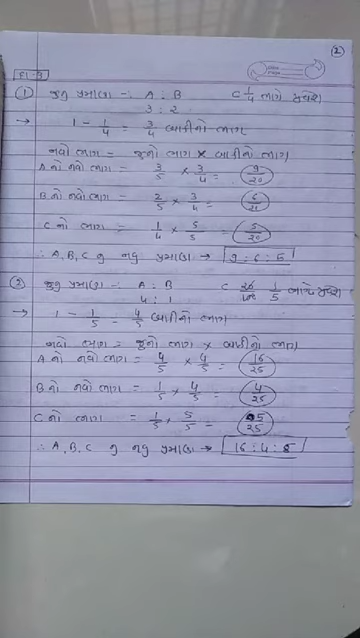 (2)
દા-3
① જુનુ પ્રમાણ :- A : B C 1/4 ભાગે પ્રવેશ
3 : 2
→ 1 - 1/4 = 3/4 બાકીનો ભાગ
નવો ભાગ = જુનો ભાગ × બાકીનો ભાગ
A નો નવો ભાગ = 3/5 × 3/4 = 9/20
B નો નવો ભાગ = 2/5 × 3/4 = 6/20
C નો ભાગ = 1/4 × 5/5 = 5/20
∴ A, B, C નુ નવુ પ્રમાણ → 9 : 6 : 5
② જુનુ પ્રમાણ :- A : B C 1/5 ભાગે પ્રવેશ
4 : 1
→ 1 - 1/5 = 4/5 બાકીનો ભાગ
નવો ભાગ = જુનો ભાગ × બાકીનો ભાગ
A નો નવો ભાગ = 4/5 × 4/5 = 16/25
B નો નવો ભાગ = 1/5 × 4/5 = 4/25
C નો ભાગ = 1/5 × 5/5 = 5/25
∴ A, B, C નુ નવુ પ્રમાણ → 16 : 4 : 5